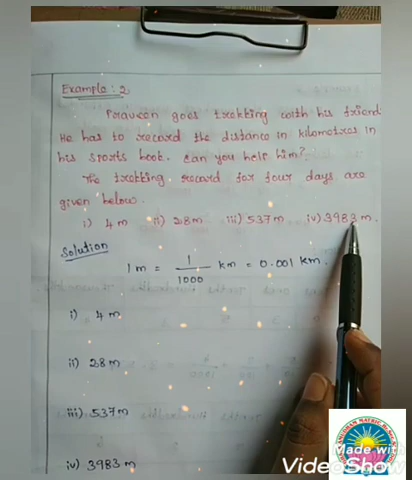 Example : 2
Praveen goes trekking with his friend
He has to record the distance in kilometres in
his sports book. Can you help him?
The trekking record for four days are
given below.
i) 4 m ii) 28 m iii) 537 m iv) 3983 m.
Solution
1 m = 1/1000 km = 0.001 km.
i) 4 m
ii) 28 m
iii) 537 m
iv) 3983 m
Made with
VideoShow